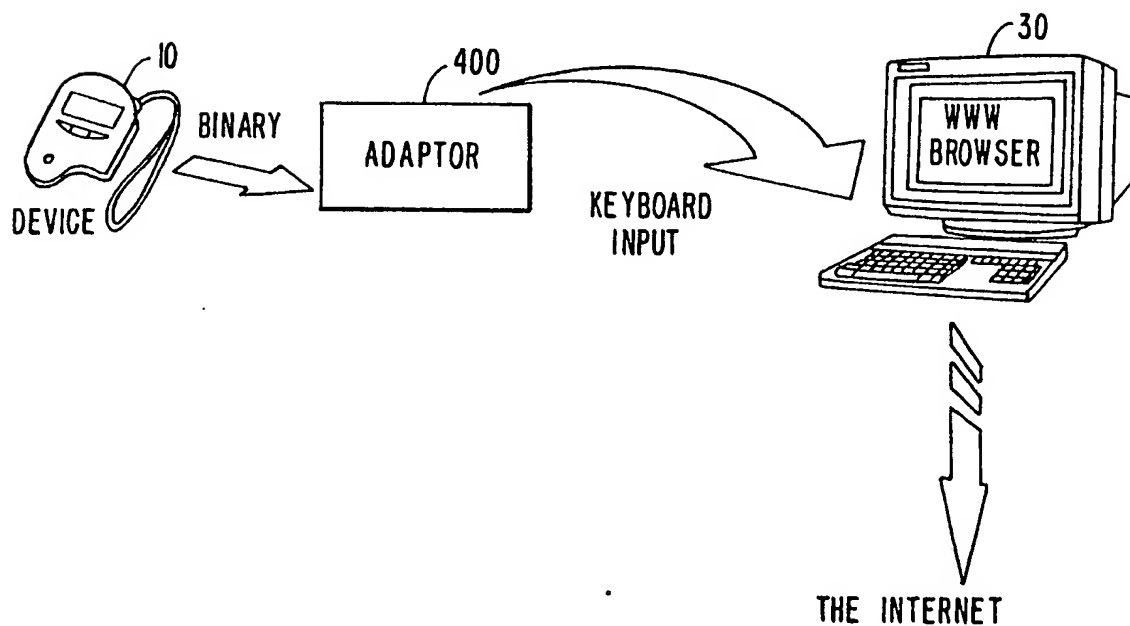 10
400
30
BINARY
ADAPTOR
WWW
BROWSER
DEVICE
KEYBOARD
INPUT
THE INTERNET